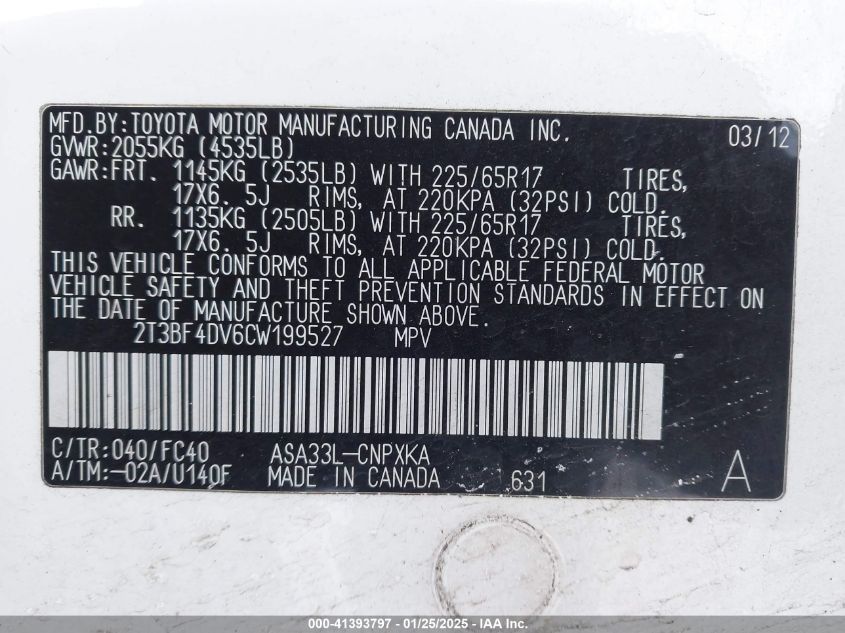 MFD.BY:TOYOTA MOTOR MANUFACTURING CANADA INC. 03/12
GVWR:2055KG (4535LB)
GAWR:FRT. 1145KG (2535LB) WITH 225/65R17 TIRES,
17X6. 5J RIMS, AT 220KPA (32PSI) COLD.
RR. 1135KG (2505LB) WITH 225/65R17 TIRES,
17X6. 5J RIMS, AT 220KPA (32PSI) COLD.
THIS VEHICLE CONFORMS TO ALL APPLICABLE FEDERAL MOTOR
VEHICLE SAFETY AND THEFT PREVENTION STANDARDS IN EFFECT ON
THE DATE OF MANUFACTURE SHOWN ABOVE.
2T3BF4DV6CW199527 MPV
C/TR:040/FC40 ASA33L-CNPXKA
A/TM:-02A/U140F MADE IN CANADA 631 A
000-41393797 - 01/25/2025 - IAA Inc.